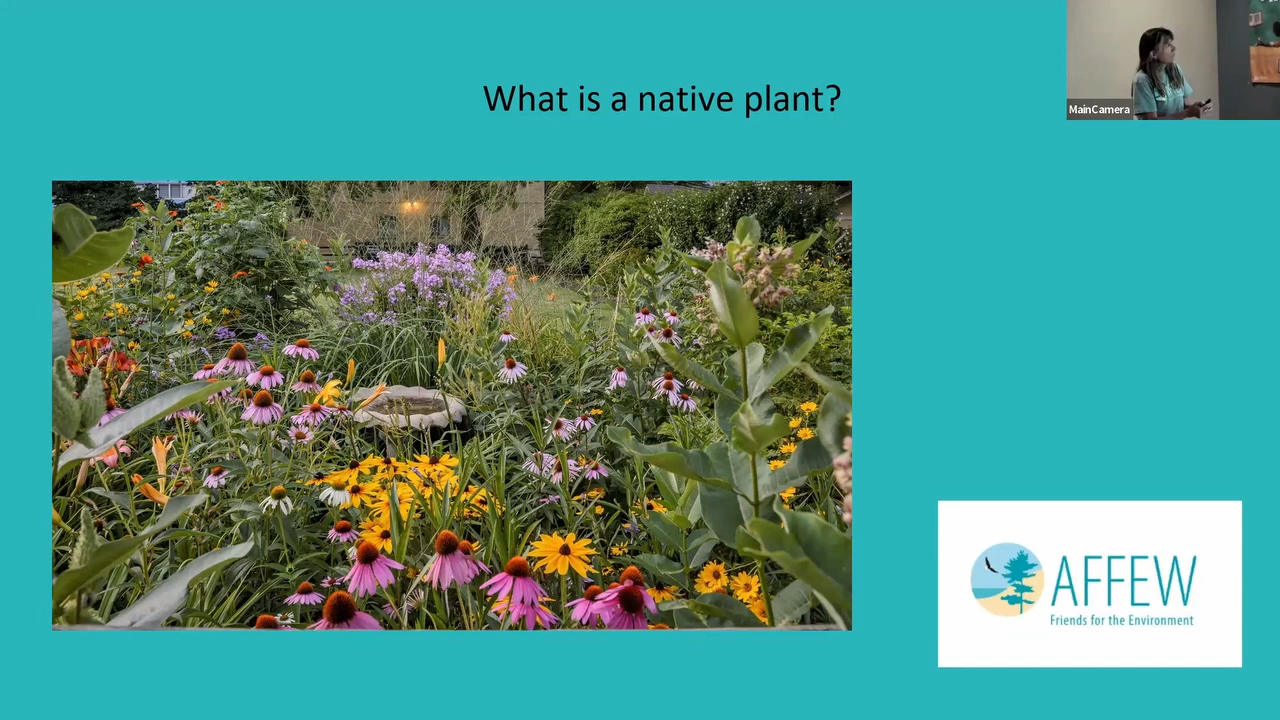 What is a native plant?
MainCamera
AFFEW
Friends for the Environment